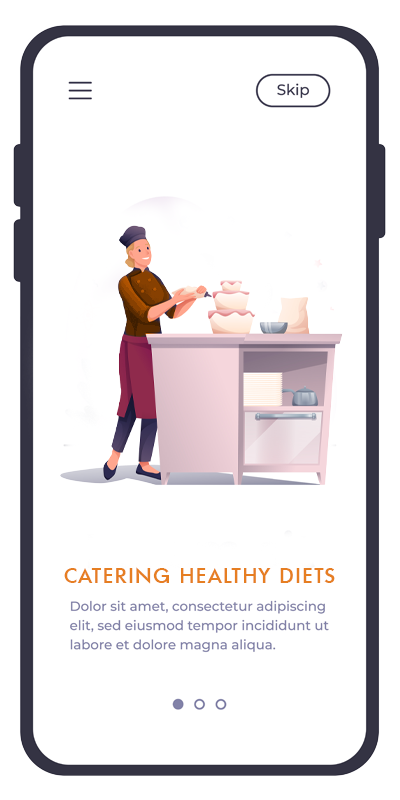 Skip
CATERING HEALTHY DIETS
Dolor sit amet, consectetur adipiscing
elit, sed eiusmod tempor incididunt ut
labore et dolore magna aliqua.